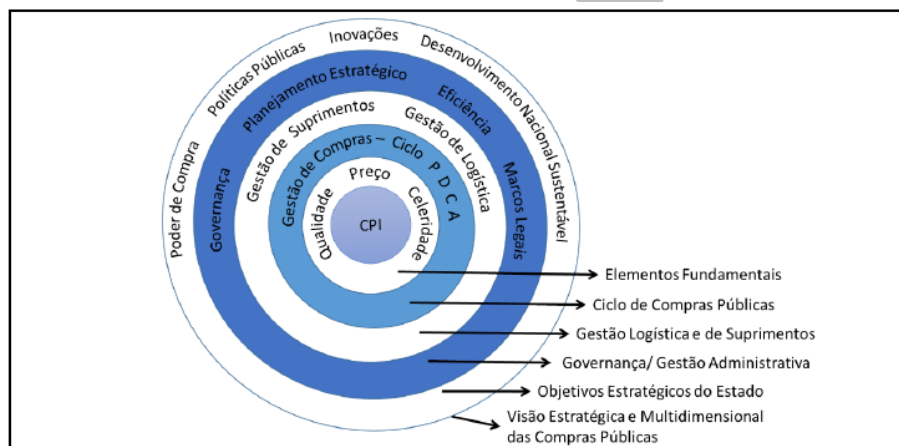 Poder de Compra
Políticas Públicas
Inovações
Desenvolvimento Nacional Sustentável
Governança
Planejamento Estratégico
Eficiência
Marcos Legais
Gestão de Suprimentos
Gestão de Logística
Gestão de Compras – Ciclo P D C A
Qualidade
Preço
Celeridade
CPI
Elementos Fundamentais
Ciclo de Compras Públicas
Gestão Logística e de Suprimentos
Governança/ Gestão Administrativa
Objetivos Estratégicos do Estado
Visão Estratégica e Multidimensional
das Compras Públicas